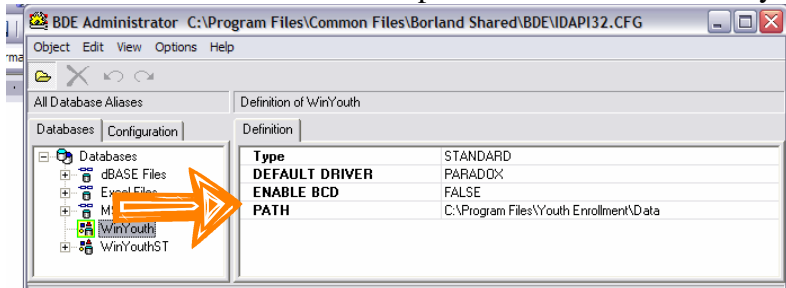 BDE Administrator C:\Program Files\Common Files\Borland Shared\BDE\IDAPI32.CFG
Object Edit View Options Help
All Database Aliases
Definition of WinYouth
Databases
Configuration
Definition
Databases
dBASE Files
Files
WinYouth
WinYouthST
Type STANDARD
DEFAULT DRIVER PARADOX
ENABLE BCD FALSE
PATH C:\Program Files\Youth Enrollment\Data